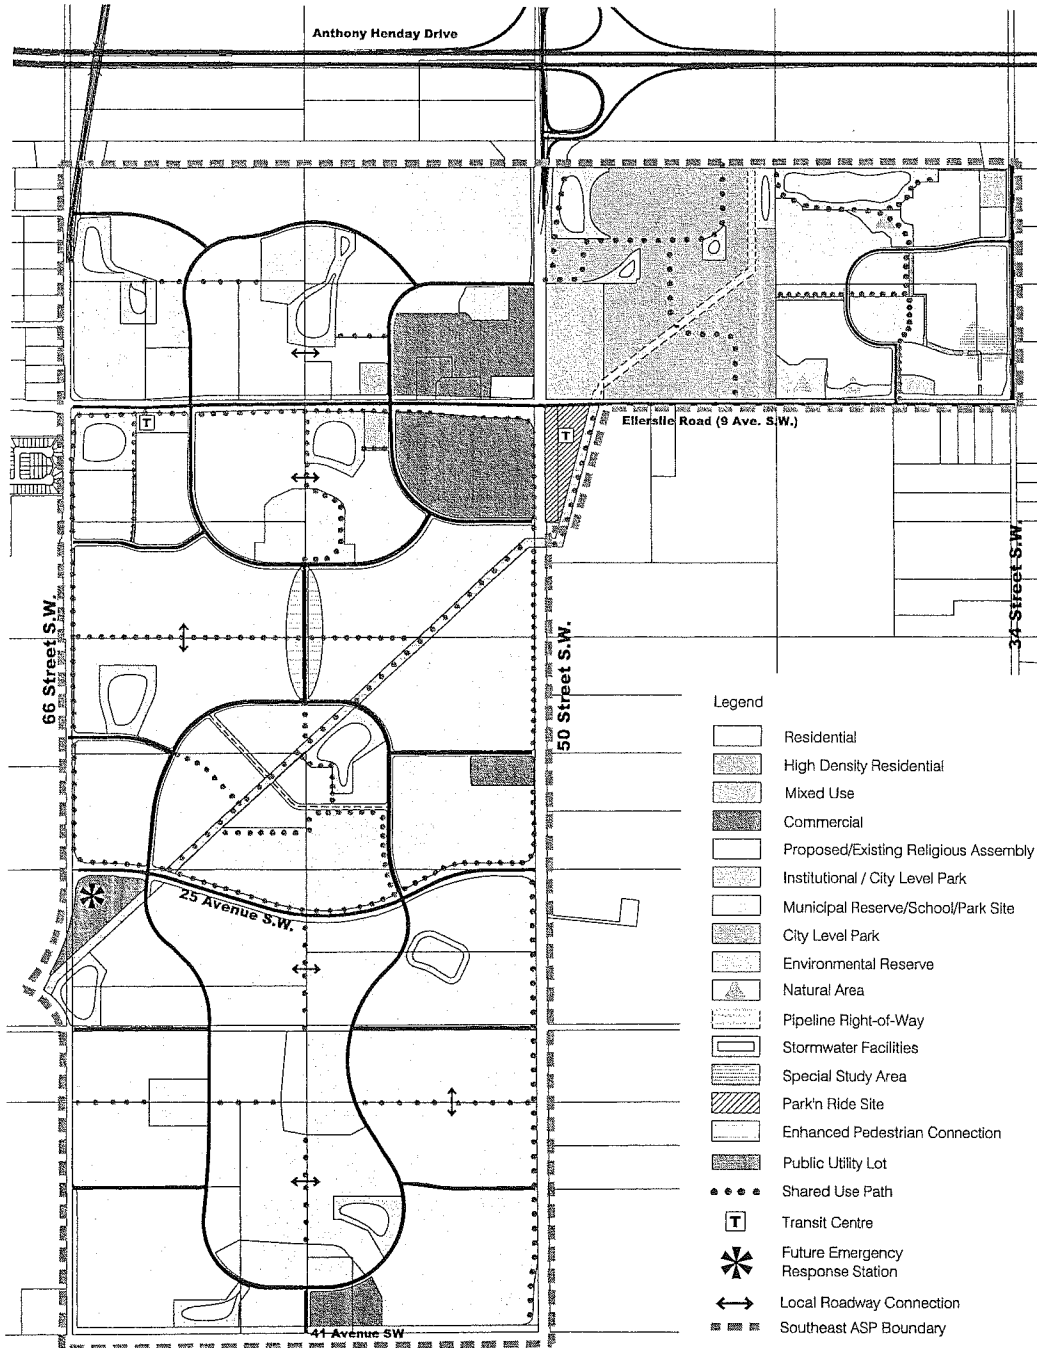 Anthony Henday Drive
T
T
Ellerslie Road (9 Ave. S.W.)
66 Street S.W.
50 Street S.W.
34 Street S.W.
25 Avenue S.W.
41 Avenue SW
Legend
Residential
High Density Residential
Mixed Use
Commercial
Proposed/Existing Religious Assembly
Institutional / City Level Park
Municipal Reserve/School/Park Site
City Level Park
Environmental Reserve
Natural Area
Pipeline Right-of-Way
Stormwater Facilities
Special Study Area
Park'n Ride Site
Enhanced Pedestrian Connection
Public Utility Lot
Shared Use Path
T Transit Centre
Future Emergency
Response Station
Local Roadway Connection
Southeast ASP Boundary